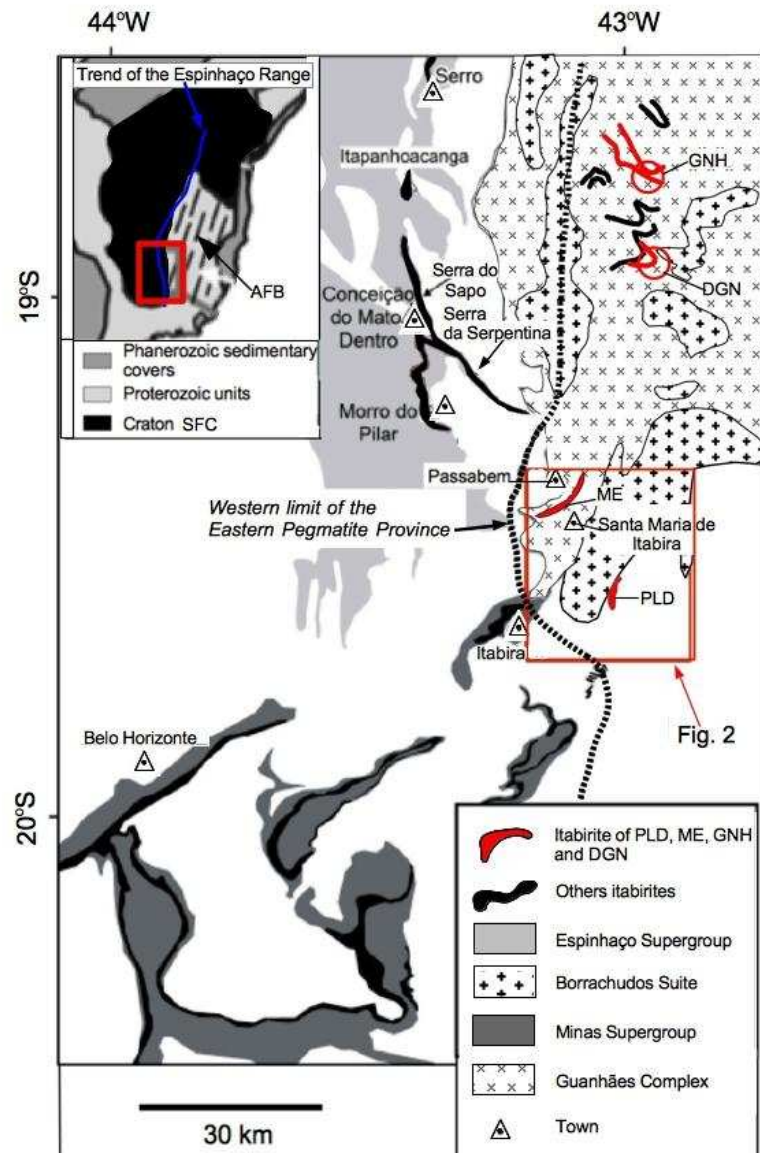 44°W
43°W
Trend of the Espinhaço Range
AFB
Phanerozoic sedimentary
covers
Proterozoic units
Craton SFC
Serro
Itapanhoacanga
GNH
DGN
19°S
Serra do
Sapo
Conceição
do Mato
Dentro
Serra
da Serpentina
Morro do
Pilar
Passabem
ME
Western limit of the
Eastern Pegmatite Province
Santa Maria de
Itabira
PLD
Itabira
Fig. 2
Belo Horizonte
20°S
Itabirite of PLD, ME, GNH
and DGN
Others itabirites
Espinhaço Supergroup
Borrachudos Suite
Minas Supergroup
Guanhães Complex
Town
30 km